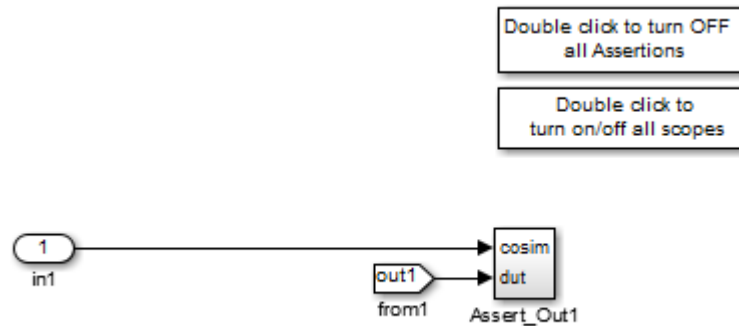 Double click to turn OFF
all Assertions
Double click to
turn on/off all scopes
1
in1
out1
from1
cosim
dut
Assert_Out1